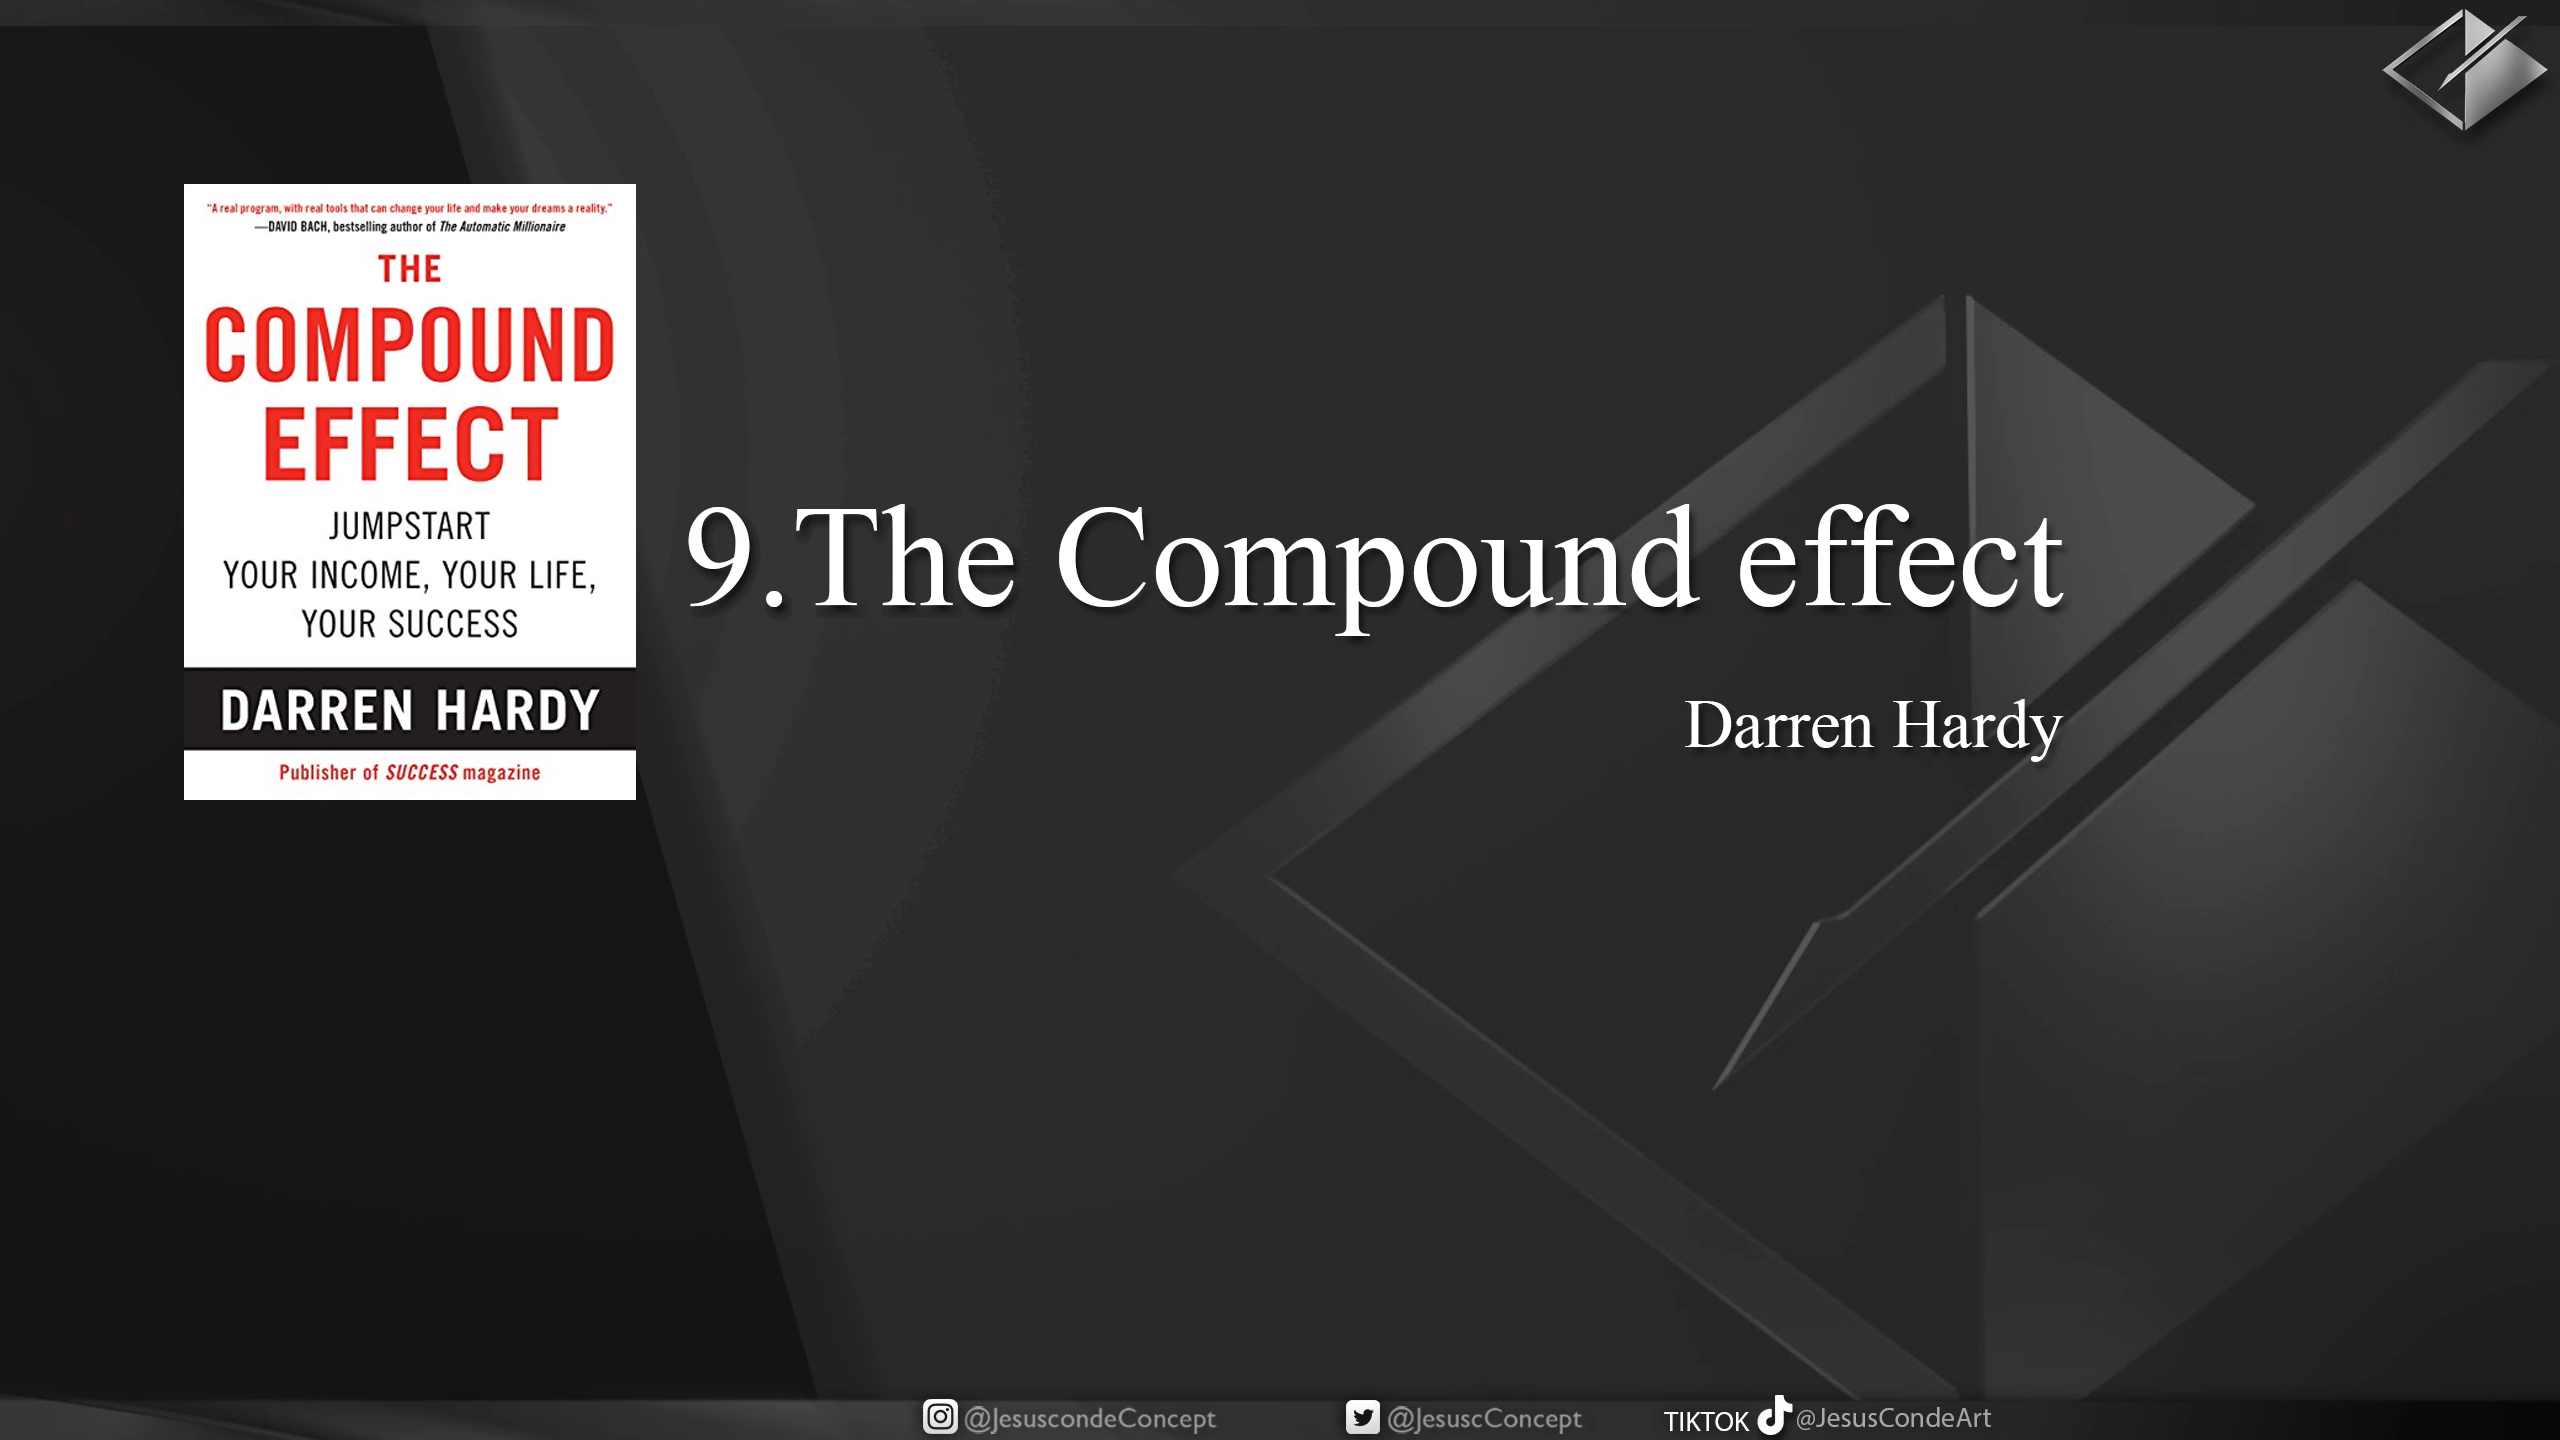 "A real program, with real tools that can change your life and make your dreams a reality."
—DAVID BACH, bestselling author of The Automatic Millionaire
THE
COMPOUND
EFFECT
JUMPSTART
YOUR INCOME, YOUR LIFE,
YOUR SUCCESS
DARREN HARDY
Publisher of SUCCESS magazine
9.The Compound effect
Darren Hardy
@JesuscondeConcept
@JesuscConcept
TIKTOK @JesusCondeArt